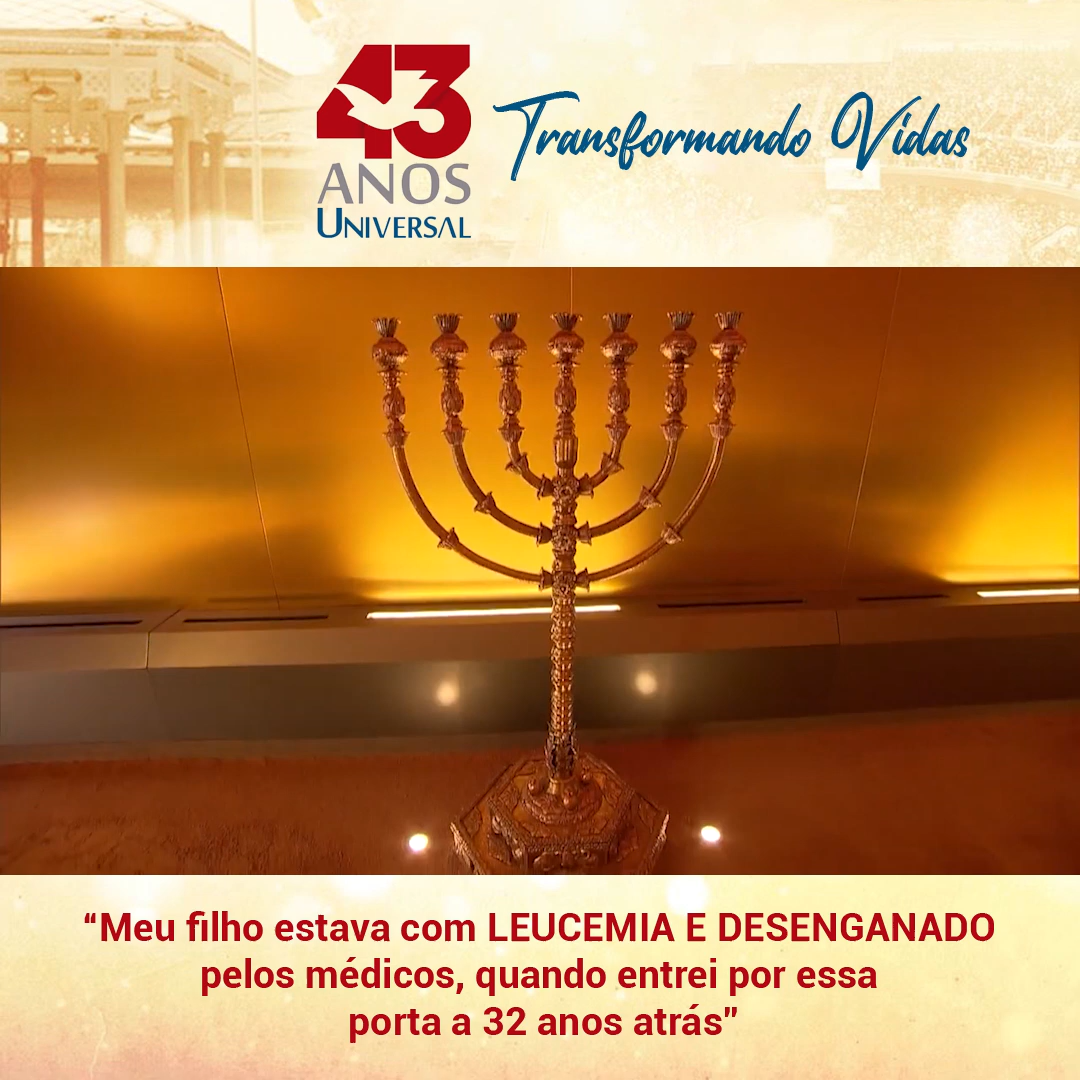 43
ANOS
UNIVERSAL
Transformando Vidas
“Meu filho estava com LEUCEMIA E DESENGANADO
pelos médicos, quando entrei por essa
porta a 32 anos atrás”